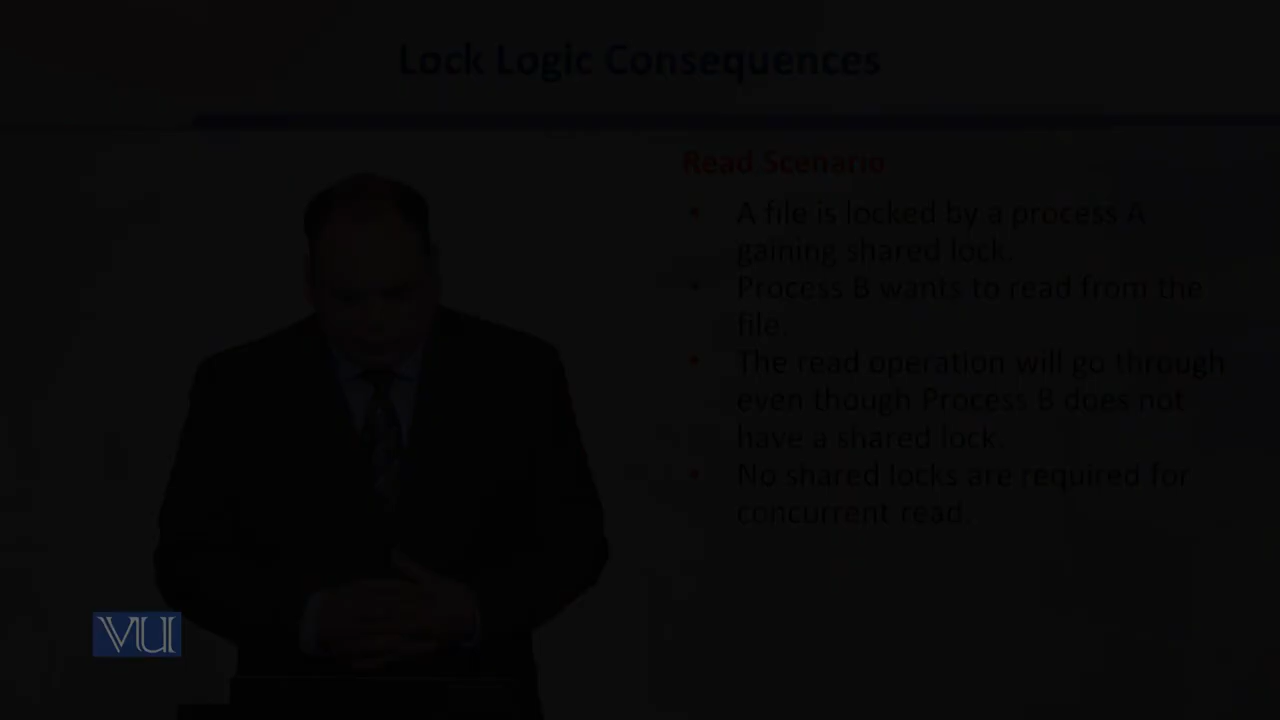 Lock Logic Consequences
Read Scenario
• A file is locked by a process A
gaining shared lock.
• Process B wants to read from the
file.
• The read operation will go through
even though Process B does not
have a shared lock.
• No shared locks are required for
concurrent read.
VU